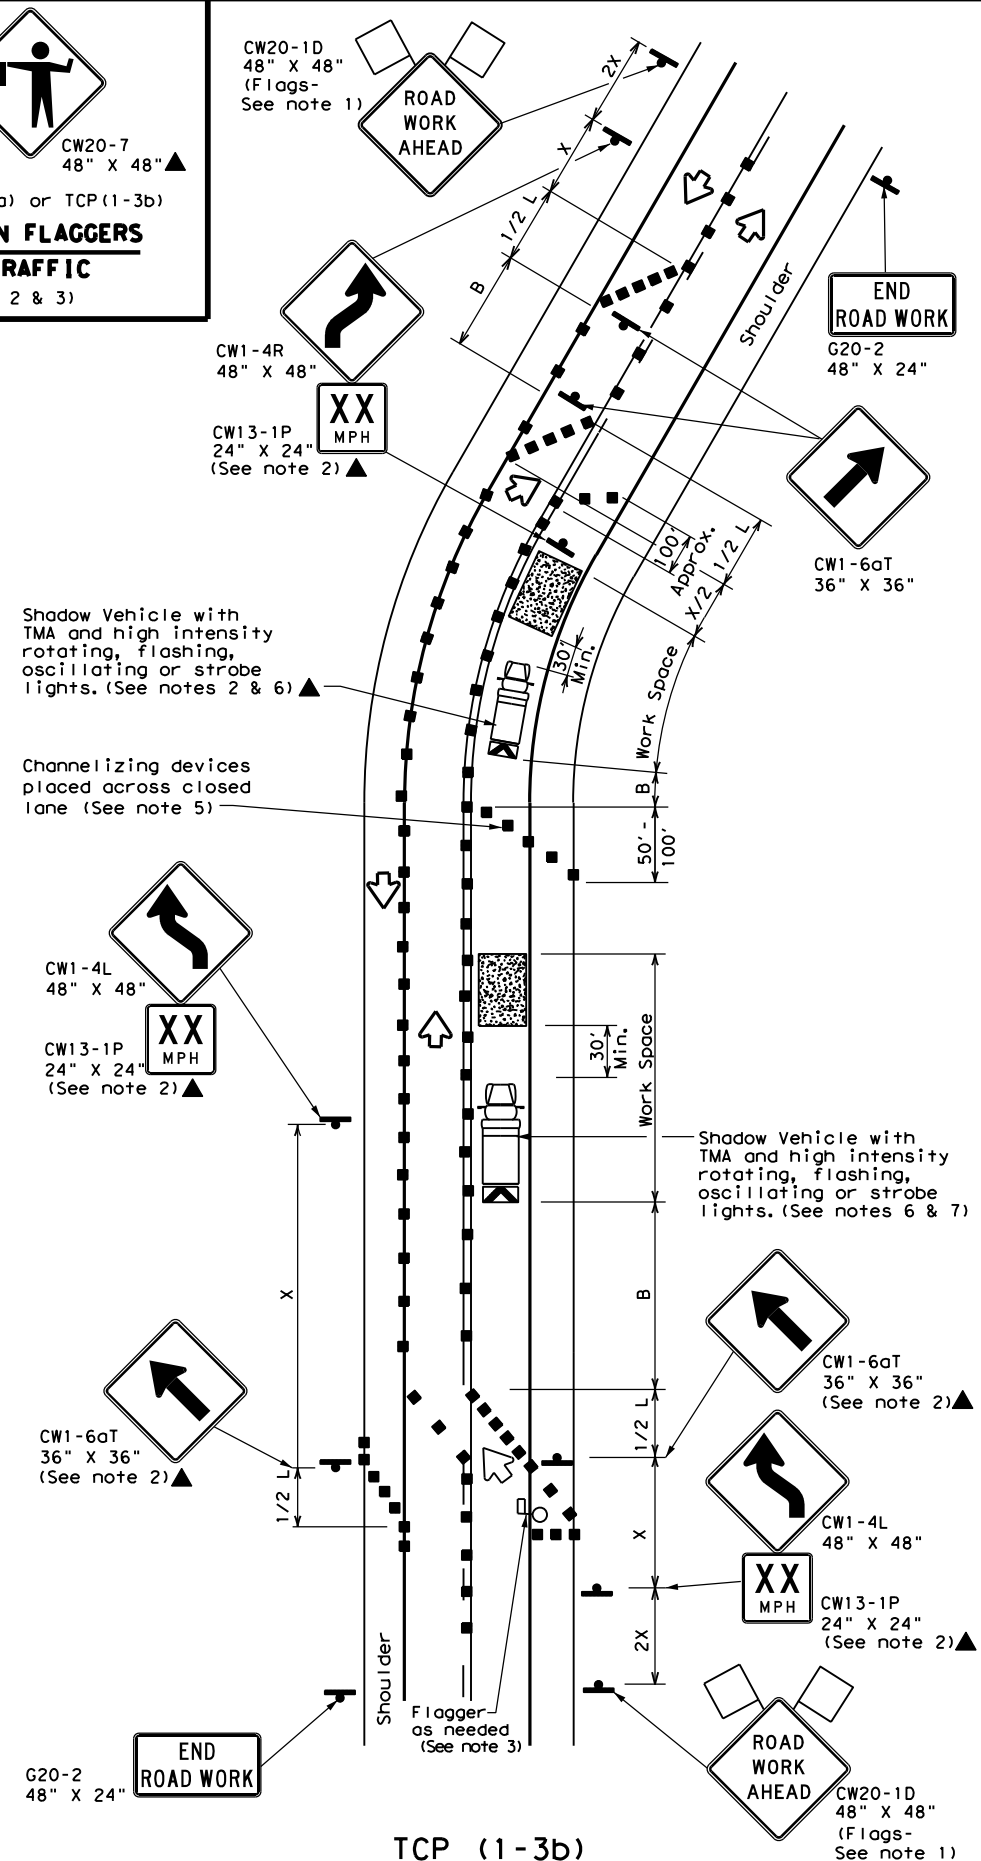 CW20-7
48" X 48"
a) or TCP(1-3b)
N FLAGGERS
RAFFIC
2 & 3)
CW20-1D
48" X 48"
(Flags-
See note 1)
ROAD
WORK
AHEAD
2X
X
1/2 L
B
CW1-4R
48" X 48"
XX
MPH
CW13-1P
24" X 24"
(See note 2)
Shoulder
END
ROAD WORK
G20-2
48" X 24"
CW1-6aT
36" X 36"
1/2 L
100'
Approx.
X/2
30'
Min.
Work Space
B
50' -
100'
Shadow Vehicle with
TMA and high intensity
rotating, flashing,
oscillating or strobe
lights. (See notes 2 & 6)
Channelizing devices
placed across closed
lane (See note 5)
CW1-4L
48" X 48"
XX
MPH
CW13-1P
24" X 24"
(See note 2)
30'
Min.
Work Space
Shadow Vehicle with
TMA and high intensity
rotating, flashing,
oscillating or strobe
lights. (See notes 6 & 7)
X
B
CW1-6aT
36" X 36"
(See note 2)
1/2 L
CW1-6aT
36" X 36"
(See note 2)
1/2 L
X
CW1-4L
48" X 48"
XX
MPH
CW13-1P
24" X 24"
(See note 2)
2X
Shoulder
Flagger
as needed
(See note 3)
END
ROAD WORK
G20-2
48" X 24"
ROAD
WORK
AHEAD
CW20-1D
48" X 48"
(Flags-
See note 1)
TCP (1-3b)